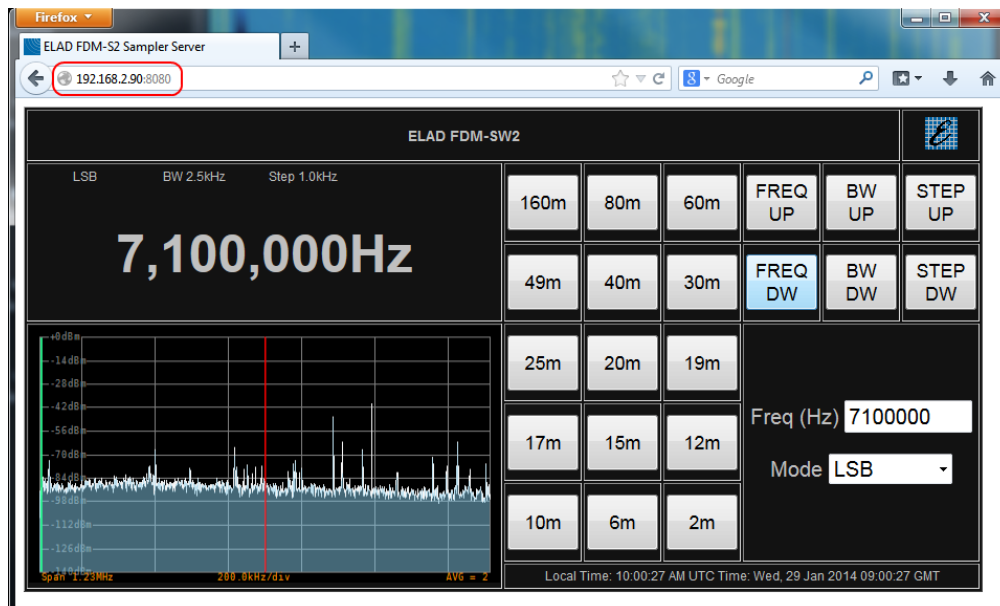 Firefox
ELAD FDM-S2 Sampler Server
+
192.168.2.90:8080
8 Google
ELAD FDM-SW2
E
LSB BW 2.5kHz Step 1.0kHz
7,100,000Hz
160m 80m 60m
FREQ UP
BW UP
STEP UP
49m 40m 30m
FREQ DW
BW DW
STEP DW
+0dBm
-14dBm
-28dBm
-42dBm
-56dBm
-70dBm
-84dBm
-98dBm
-112dBm
-126dBm
Span 1.23MHz 200.0kHz/div AVG = 2
25m 20m 19m
17m 15m 12m
10m 6m 2m
Freq (Hz) 7100000
Mode LSB
Local Time: 10:00:27 AM UTC Time: Wed, 29 Jan 2014 09:00:27 GMT